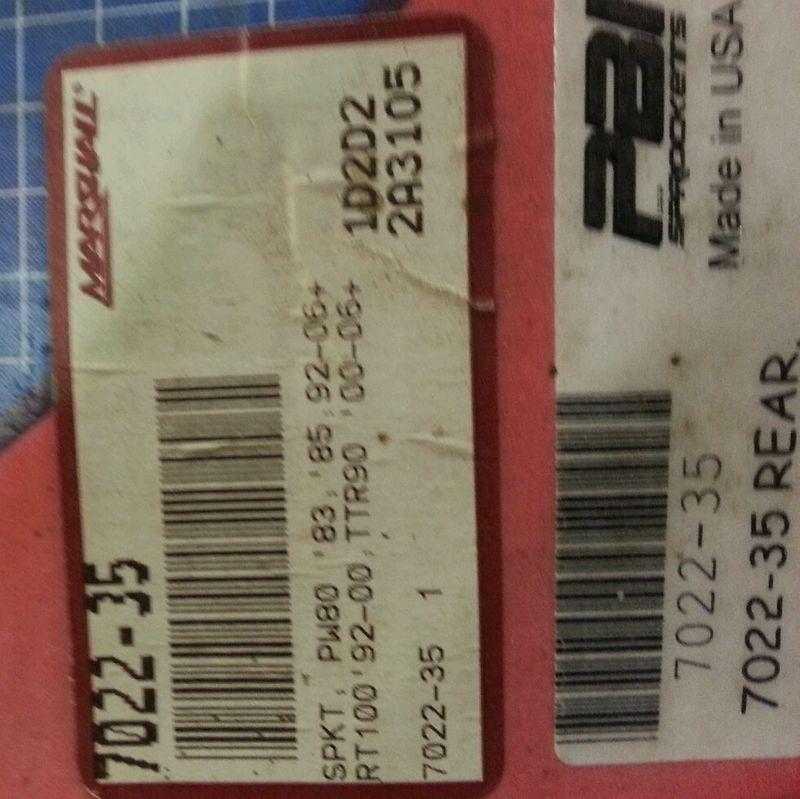 MARSHALL
7022-35
1D2D2
2A3105
SPKT, PW80 '83,'85,92-06+
RT100'92-00,TTR90 '00-06+
7022-35 1
PBI
SPROCKETS
Made in USA
7022-35
7022-35 REAR,